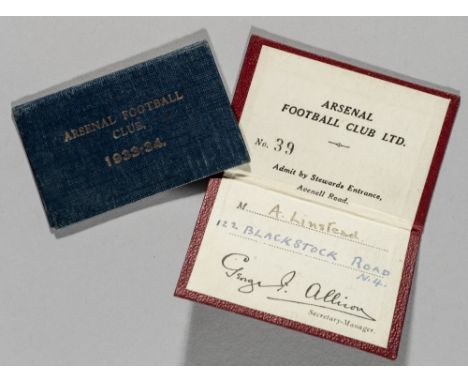 ARSENAL FOOTBALL
CLUB,
1933-34.
ARSENAL
FOOTBALL CLUB LTD.
No. 39
Admit by Stewards Entrance,
Avenell Road.
M A. Linstead
122 BLACKSTOCK ROAD
N.4.
George F. Allison
Secretary-Manager.